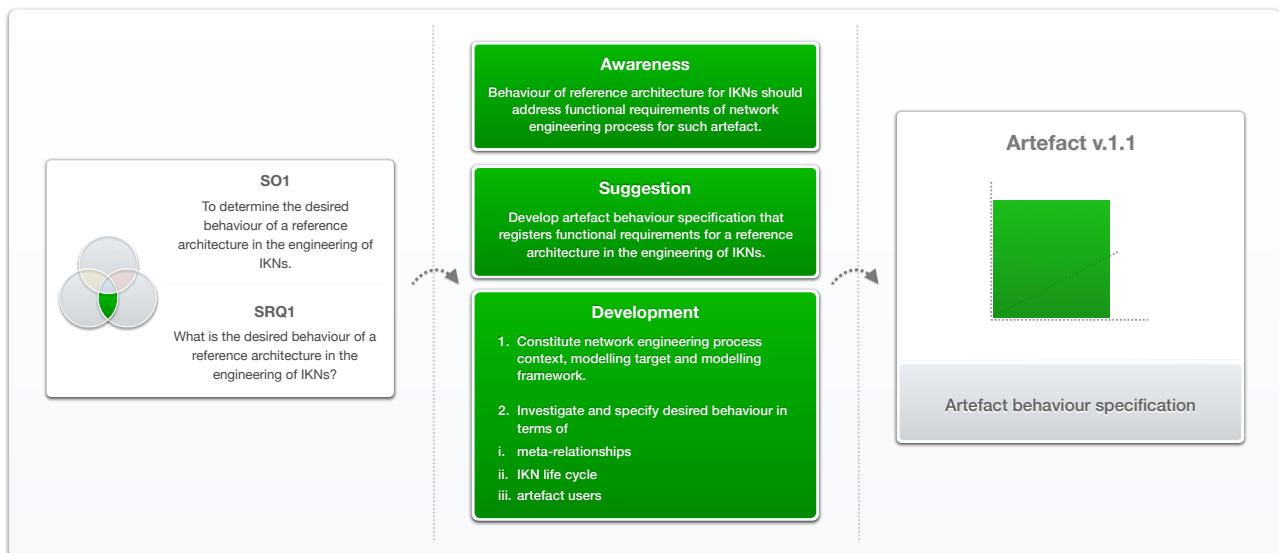 SO1
To determine the desired
behaviour of a reference
architecture in the engineering of
IKNs.
SRQ1
What is the desired behaviour of a
reference architecture in the
engineering of IKNs?
Awareness
Behaviour of reference architecture for IKNs should
address functional requirements of network
engineering process for such artefact.
Suggestion
Develop artefact behaviour specification that
registers functional requirements for a reference
architecture in the engineering of IKNs.
Development
1. Constitute network engineering process
context, modelling target and modelling
framework.
2. Investigate and specify desired behaviour in
terms of
i. meta-relationships
ii. IKN life cycle
iii. artefact users
Artefact v.1.1
Artefact behaviour specification